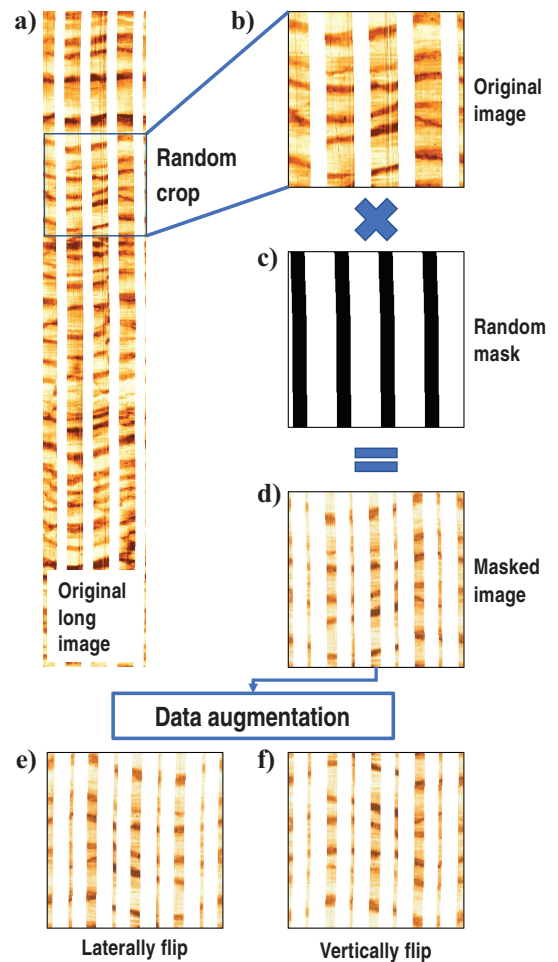 a)
b)
Original
image
Random
crop
c)
Random
mask
d)
Masked
image
Original
long
image
Data augmentation
e)
f)
Laterally flip
Vertically flip